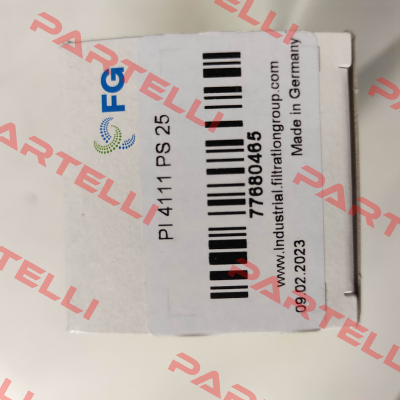 FG
PI 4111 PS 25
77680465
www.industrial.filtrationgroup.com
Made in Germany
09.02.2023
PARTELLI
PARTELLI
PARTELLI
PARTELLI
PARTELLI